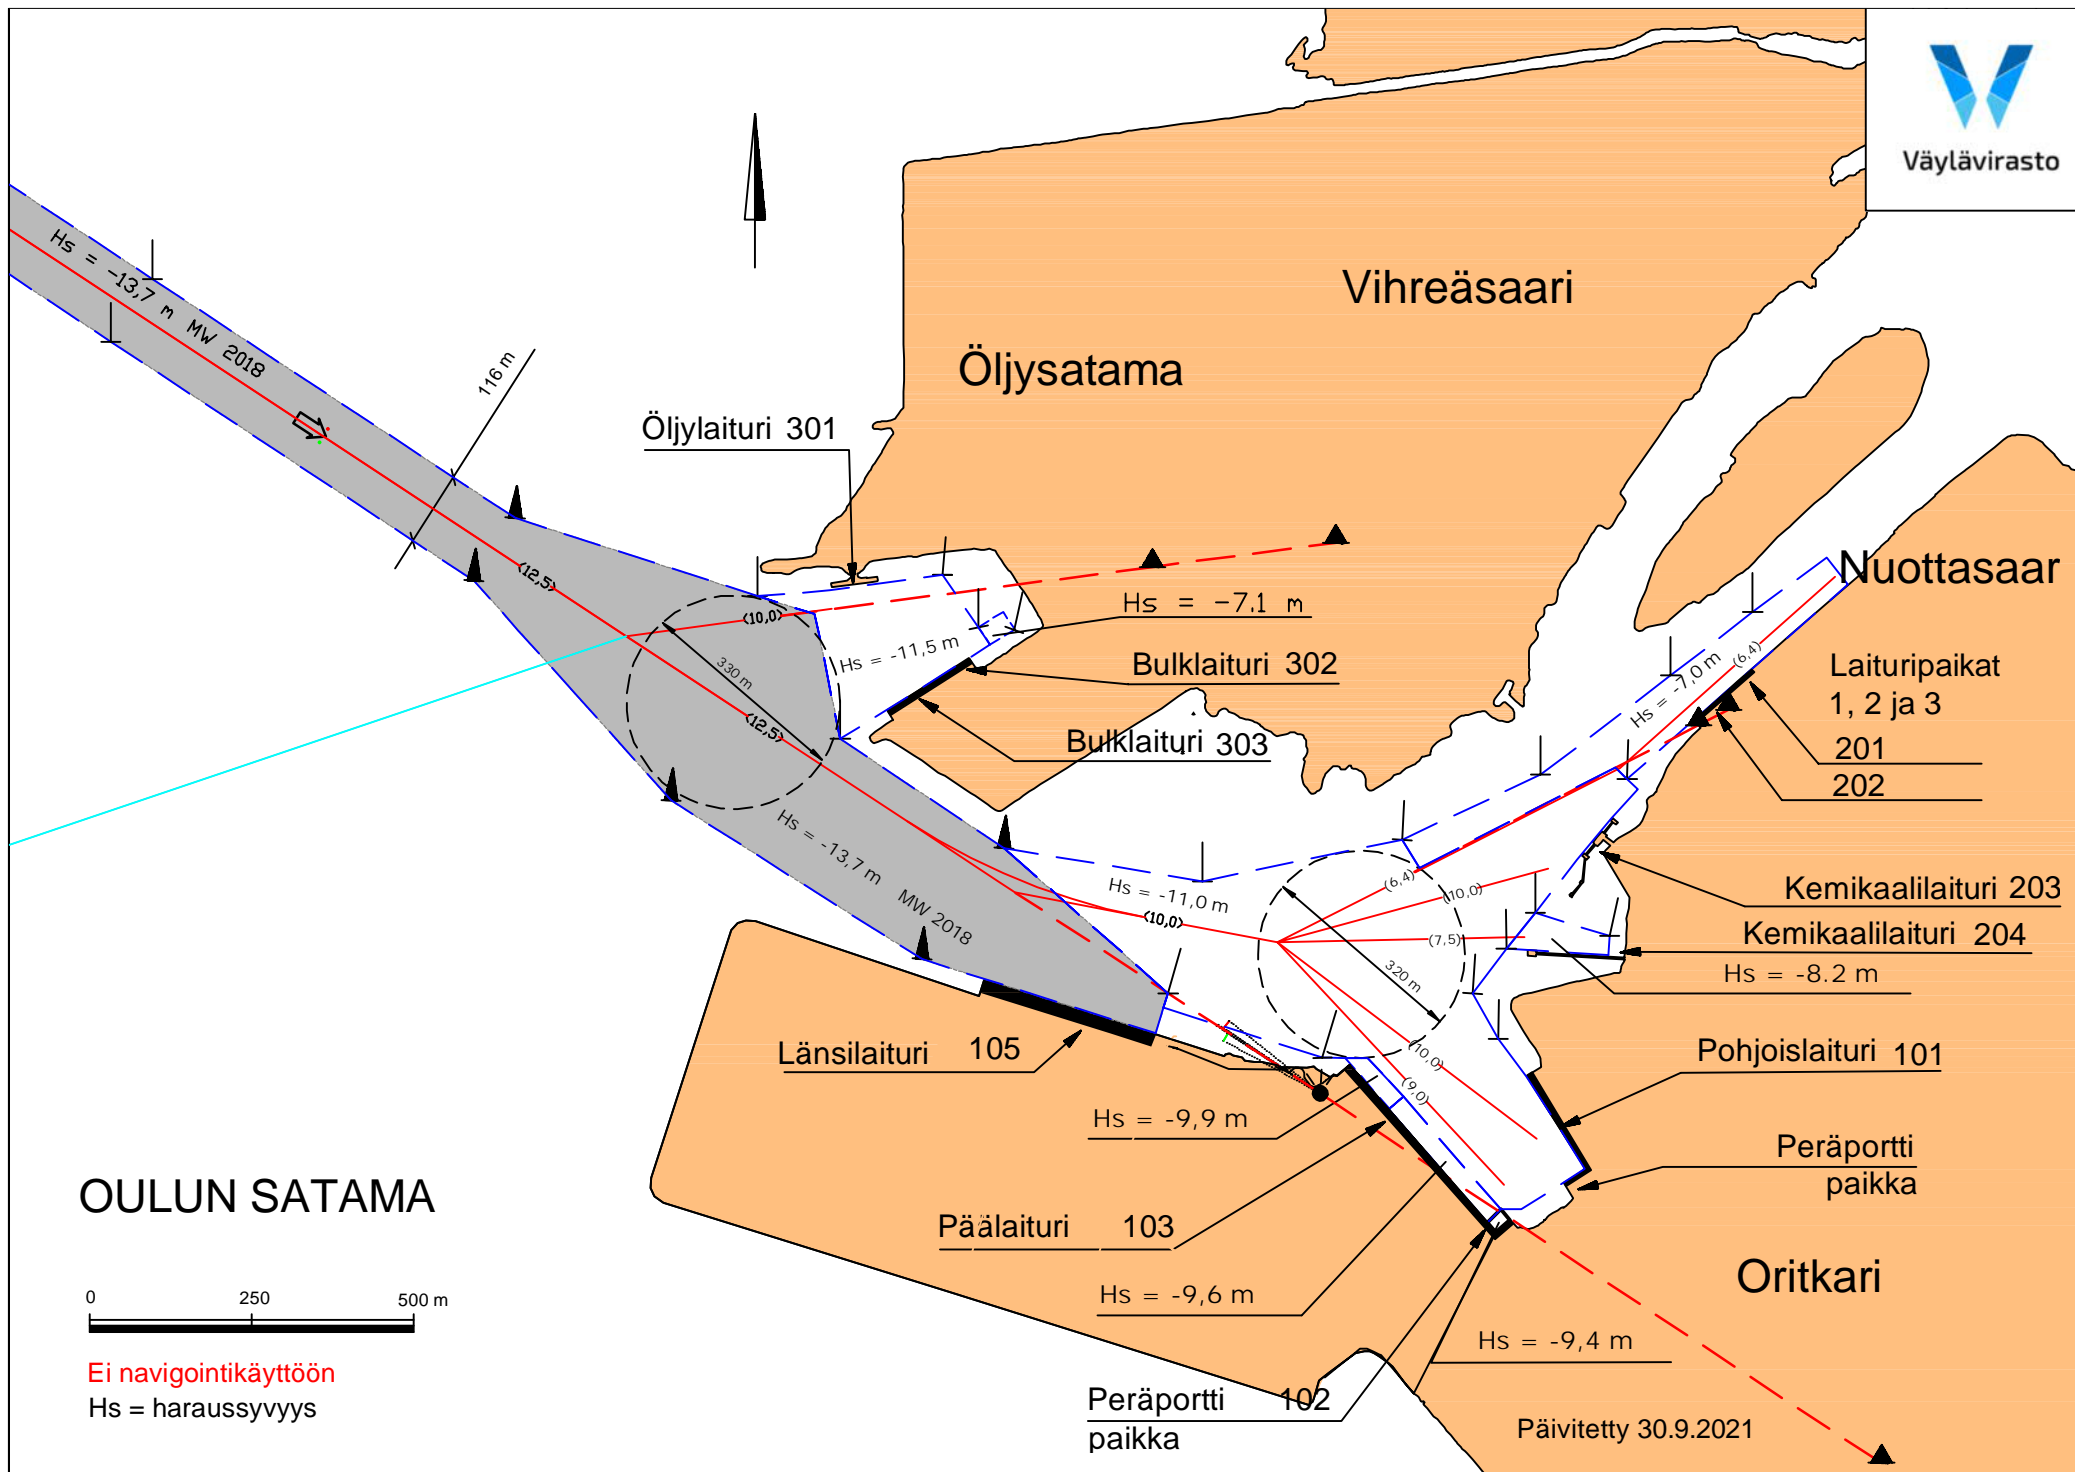 Väylävirasto
Hs = -13,7 m MW 2018
116 m
Vihreäsaari
Öljysatama
Öljylaituri 301
(12,5)
(10,0)
Hs = -7.1 m
Hs = -11,5 m
330 m
Bulklaituri 302
(12,5)
Bulklaituri 303
Nuottasaar
(6,4)
Hs = -7,0 m
Laituripaikat
1, 2 ja 3
201
202
Hs = -13,7 m MW 2018
Hs = -11,0 m
(10,0)
(6,4)
(10,0)
(7,5)
320 m
(10,0)
(9,0)
Kemikaalilaituri 203
Kemikaalilaituri 204
Hs = -8.2 m
Länsilaituri 105
Pohjoislaituri 101
Hs = -9,9 m
Peräportti
paikka
Päälaituri 103
Hs = -9,6 m
Oritkari
Hs = -9,4 m
Peräportti 102
paikka
OULUN SATAMA
0 250 500 m
Ei navigointikäyttöön
Hs = haraussyvyys
Päivitetty 30.9.2021